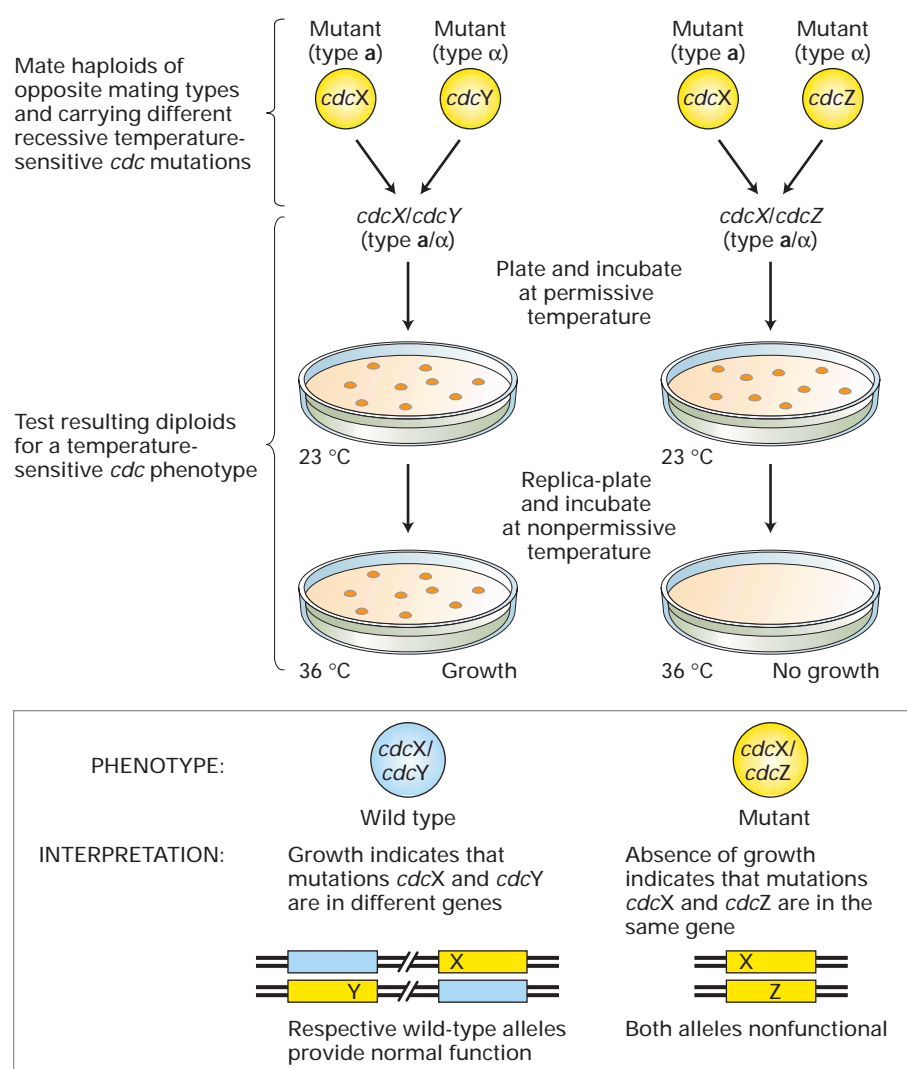 Mutant
(type a)
Mutant
(type α)
Mutant
(type a)
Mutant
(type α)
Mate haploids of
opposite mating types
and carrying different
recessive temperature-
sensitive cdc mutations
cdcX
cdcY
cdcX
cdcZ
cdcX/cdcY
(type a/α)
cdcX/cdcZ
(type a/α)
Plate and incubate
at permissive
temperature
Test resulting diploids
for a temperature-
sensitive cdc phenotype
23 °C
23 °C
Replica-plate
and incubate
at nonpermissive
temperature
36 °C
Growth
36 °C
No growth
PHENOTYPE:
cdcX/
cdcY
Wild type
cdcX/
cdcZ
Mutant
INTERPRETATION:
Growth indicates that
mutations cdcX and cdcY
are in different genes
Absence of growth
indicates that mutations
cdcX and cdcZ are in the
same gene
X
Y
X
Z
Respective wild-type alleles
provide normal function
Both alleles nonfunctional